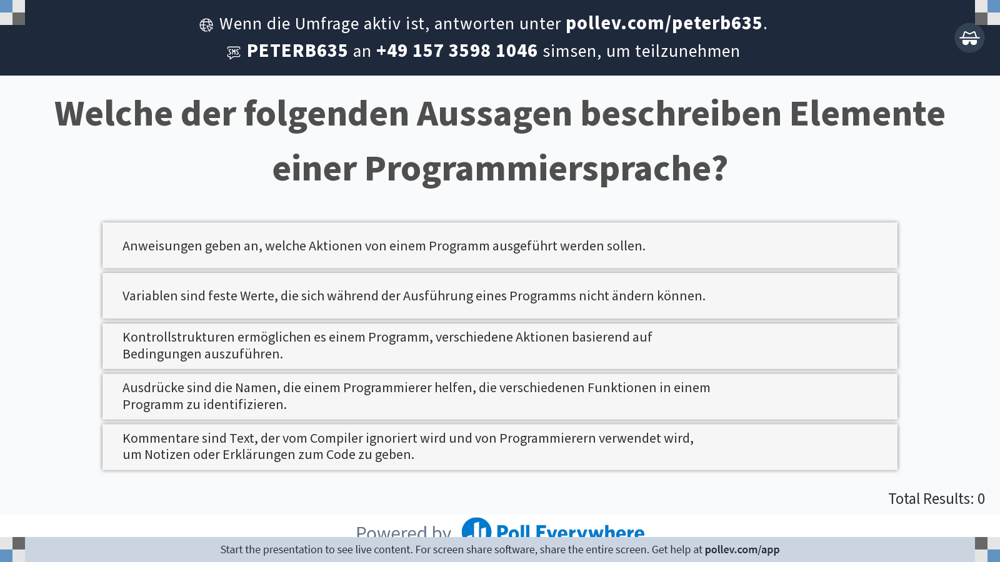 Wenn die Umfrage aktiv ist, antworten unter pollev.com/peterb635.
SMS PETERB635 an +49 157 3598 1046 simsen, um teilzunehmen
Welche der folgenden Aussagen beschreiben Elemente
einer Programmiersprache?
Anweisungen geben an, welche Aktionen von einem Programm ausgeführt werden sollen.
Variablen sind feste Werte, die sich während der Ausführung eines Programms nicht ändern können.
Kontrollstrukturen ermöglichen es einem Programm, verschiedene Aktionen basierend auf
Bedingungen auszuführen.
Ausdrücke sind die Namen, die einem Programmierer helfen, die verschiedenen Funktionen in einem
Programm zu identifizieren.
Kommentare sind Text, der vom Compiler ignoriert wird und von Programmierern verwendet wird,
um Notizen oder Erklärungen zum Code zu geben.
Total Results: 0
Powered by Poll Everywhere
Start the presentation to see live content. For screen share software, share the entire screen. Get help at pollev.com/app